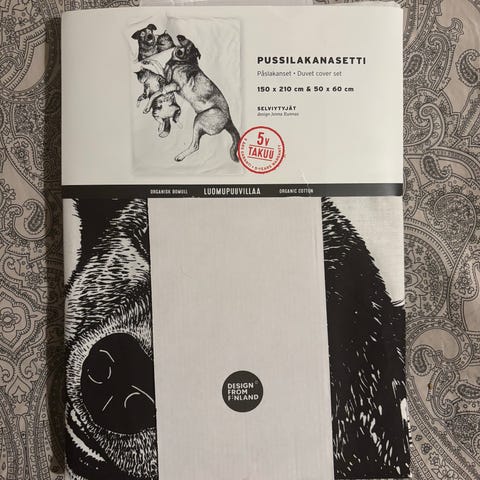 PUSSILAKANASETTI
Påslakanset • Duvet cover set
150 x 210 cm & 50 x 60 cm
SELVIYTYJÄT
design Jonna Ilunnas
5v
TAKUU
ORGANISK BOMULL LUOMUPUUVILLAA ORGANIC COTTON
DESIGN
FROM
FINLAND